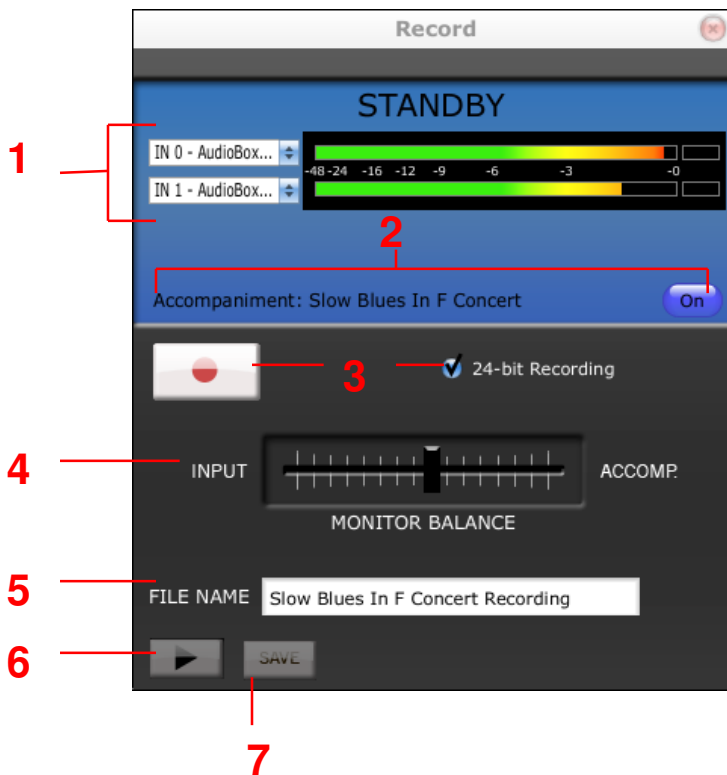 Record
STANDBY
1
IN 0 - AudioBox...
-48 -24 -16 -12 -9 -6 -3 -0
IN 1 - AudioBox...
2
Accompaniment: Slow Blues In F Concert On
3
24-bit Recording
4
INPUT ACCOMP.
MONITOR BALANCE
5
FILE NAME Slow Blues In F Concert Recording
6
SAVE
7